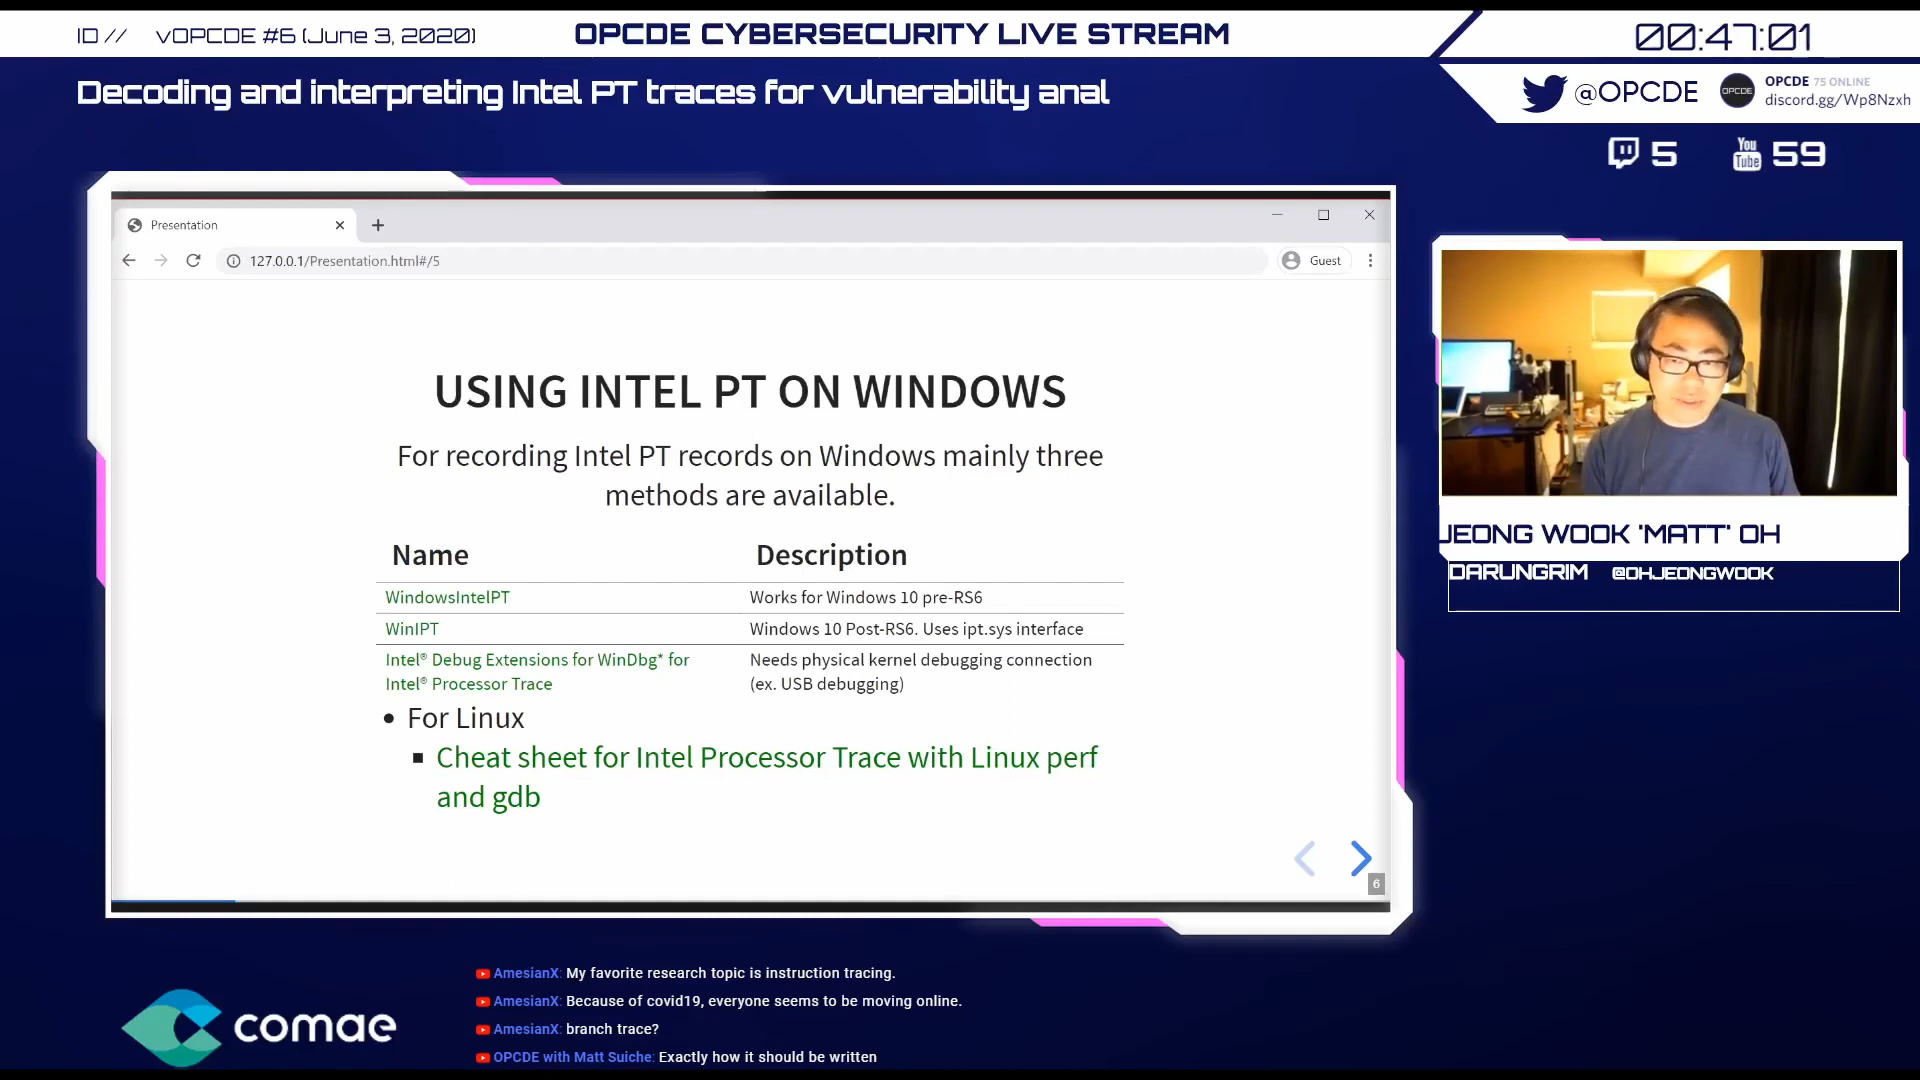 ID // vOPCDE #6 (June 3, 2020)
OPCDE CYBERSECURITY LIVE STREAM
00:47:01
Decoding and interpreting Intel PT traces for vulnerability anal
@OPCDE
OPCDE
OPCDE 75 ONLINE
discord.gg/Wp8Nzxh
5
You
Tube
59
Presentation
127.0.0.1/Presentation.html#/5
Guest
USING INTEL PT ON WINDOWS
For recording Intel PT records on Windows mainly three
methods are available.
Name Description
WindowsIntelPT Works for Windows 10 pre-RS6
WinIPT Windows 10 Post-RS6. Uses ipt.sys interface
Intel® Debug Extensions for WinDbg* for Needs physical kernel debugging connection
Intel® Processor Trace (ex. USB debugging)
• For Linux
▪ Cheat sheet for Intel Processor Trace with Linux perf
and gdb
6
JEONG WOOK 'MATT' OH
DARUNGRIM @OHJEONGWOOK
comae
AmesianX: My favorite research topic is instruction tracing.
AmesianX: Because of covid19, everyone seems to be moving online.
AmesianX: branch trace?
OPCDE with Matt Suiche: Exactly how it should be written